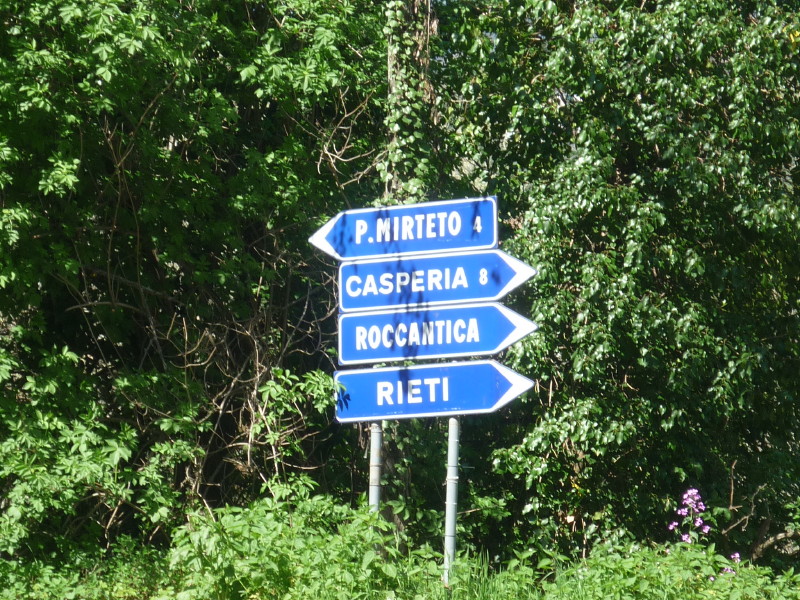 P.MIRTETO 4
CASPERIA 8
ROCCANTICA
RIETI